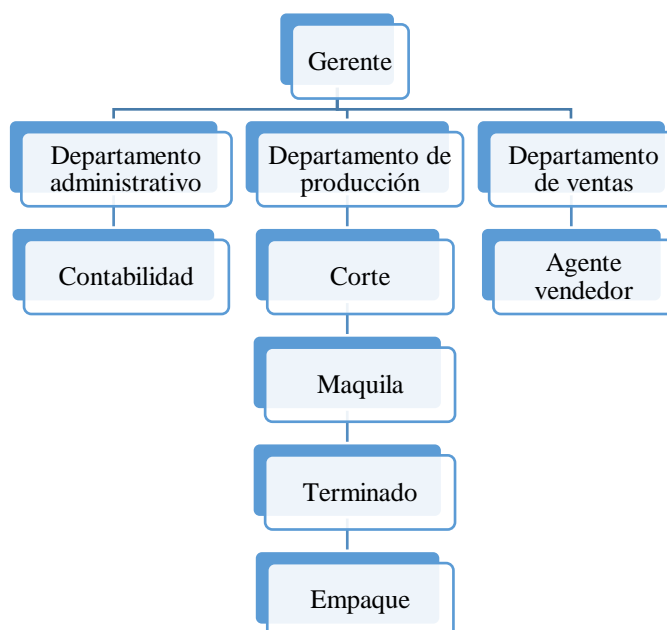 Gerente
Departamento
administrativo
Departamento de
producción
Departamento
de ventas
Contabilidad
Corte
Agente
vendedor
Maquila
Terminado
Empaque